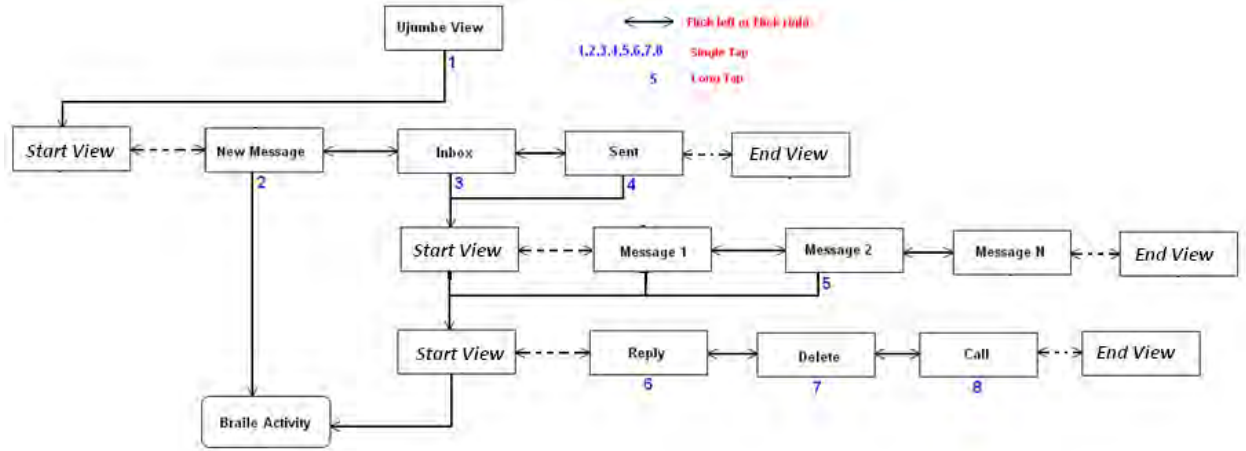 Ujumbe View
Flick left or flick right
1
1,2,3,4,5,6,7,8 Single Tap
5 Long Tap
Start View
New Message
Inbox
Sent
End View
2
3
4
Start View
Message 1
Message 2
Message N
End View
5
Start View
Reply
Delete
Call
End View
6
7
8
Braile Activity